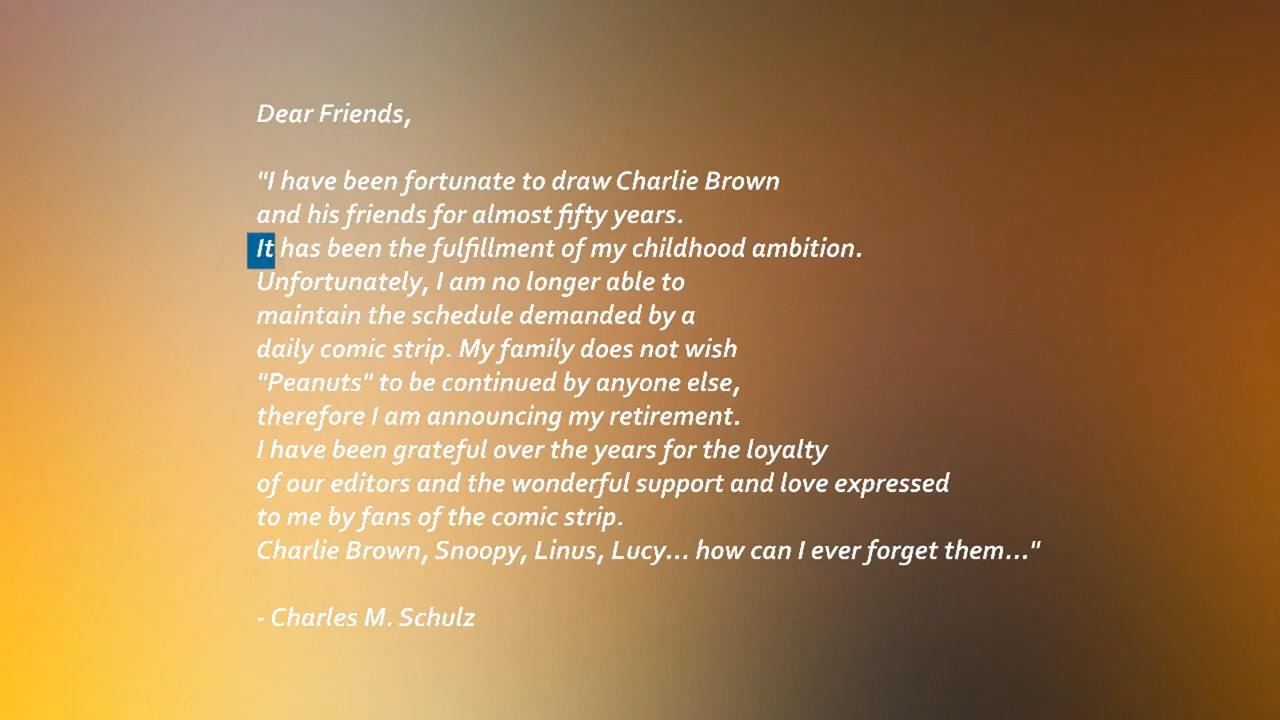 Dear Friends,
"I have been fortunate to draw Charlie Brown
and his friends for almost fifty years.
It has been the fulfillment of my childhood ambition.
Unfortunately, I am no longer able to
maintain the schedule demanded by a
daily comic strip. My family does not wish
"Peanuts" to be continued by anyone else,
therefore I am announcing my retirement.
I have been grateful over the years for the loyalty
of our editors and the wonderful support and love expressed
to me by fans of the comic strip.
Charlie Brown, Snoopy, Linus, Lucy... how can I ever forget them..."
- Charles M. Schulz